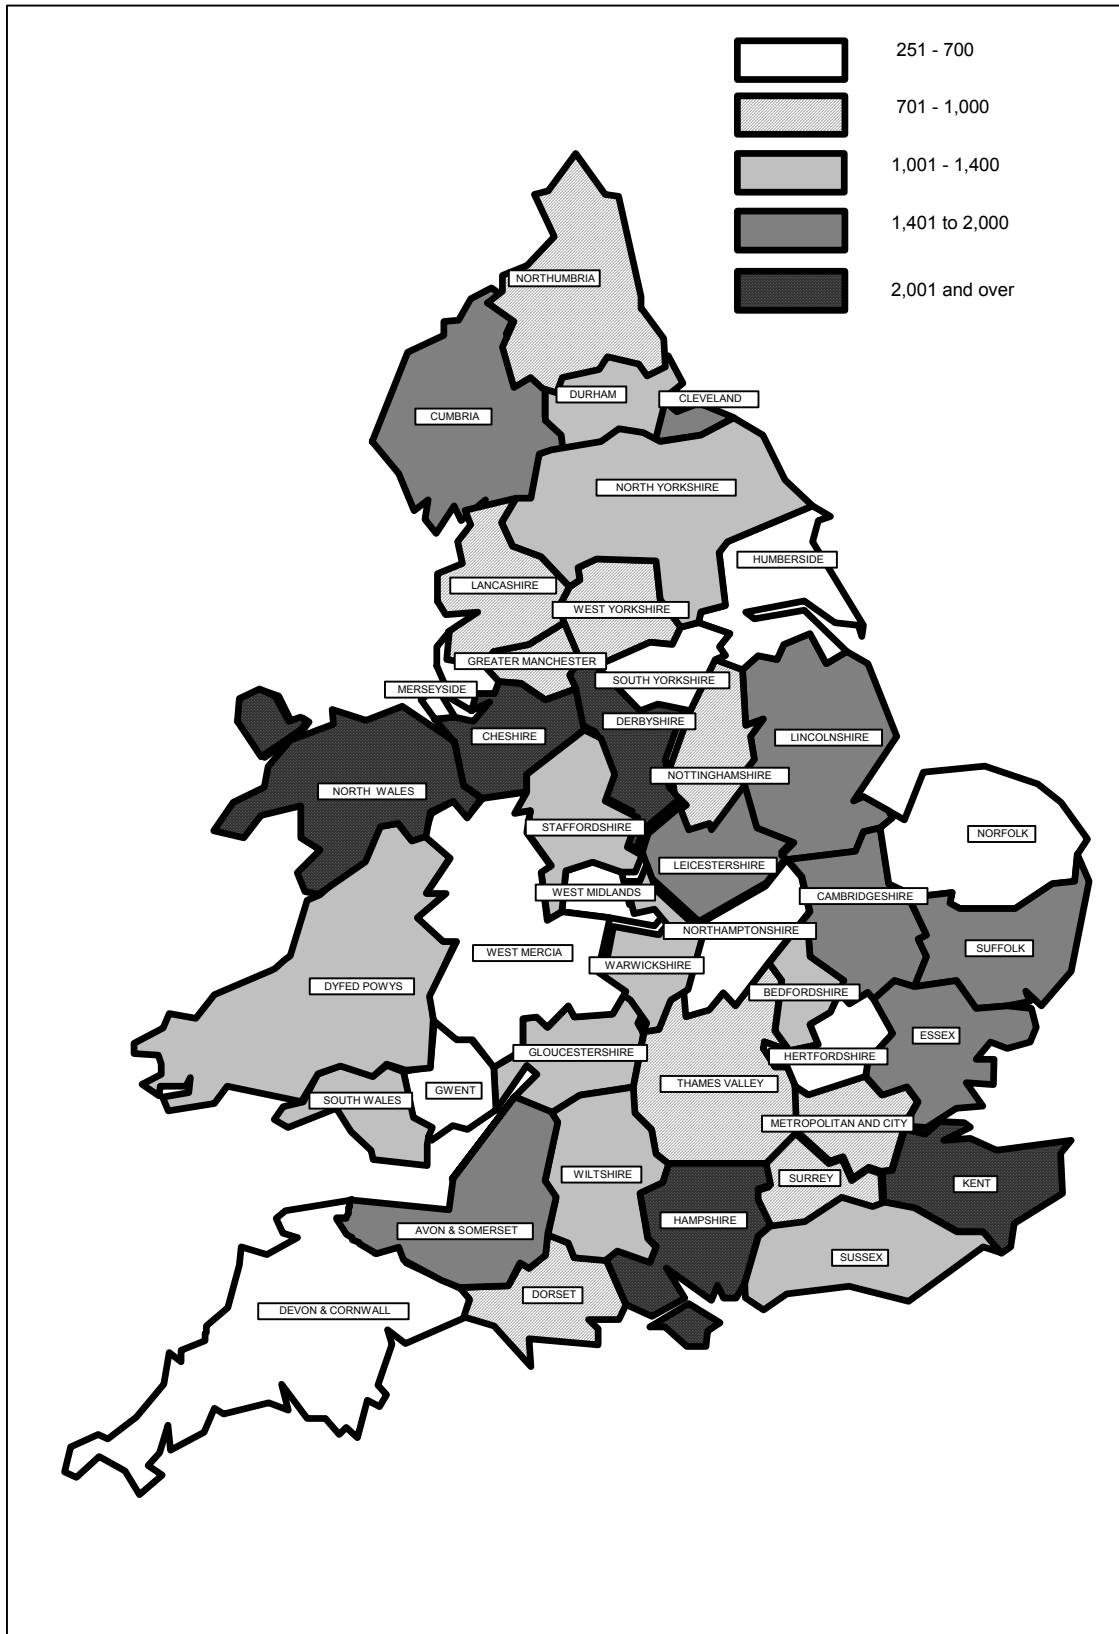 251 - 700
701 - 1,000
1,001 - 1,400
1,401 to 2,000
2,001 and over
NORTHUMBRIA
DURHAM
CLEVELAND
CUMBRIA
NORTH YORKSHIRE
HUMBERSIDE
LANCASHIRE
WEST YORKSHIRE
GREATER MANCHESTER
SOUTH YORKSHIRE
MERSEYSIDE
DERBYSHIRE
CHESHIRE
LINCOLNSHIRE
NOTTINGHAMSHIRE
NORTH WALES
STAFFORDSHIRE
NORFOLK
LEICESTERSHIRE
WEST MIDLANDS
CAMBRIDGESHIRE
NORTHAMPTONSHIRE
SUFFOLK
WEST MERCIA
WARWICKSHIRE
DYFED POWYS
BEDFORDSHIRE
ESSEX
GLOUCESTERSHIRE
HERTFORDSHIRE
THAMES VALLEY
GWENT
SOUTH WALES
METROPOLITAN AND CITY
WILTSHIRE
SURREY
KENT
HAMPSHIRE
AVON & SOMERSET
SUSSEX
DORSET
DEVON & CORNWALL